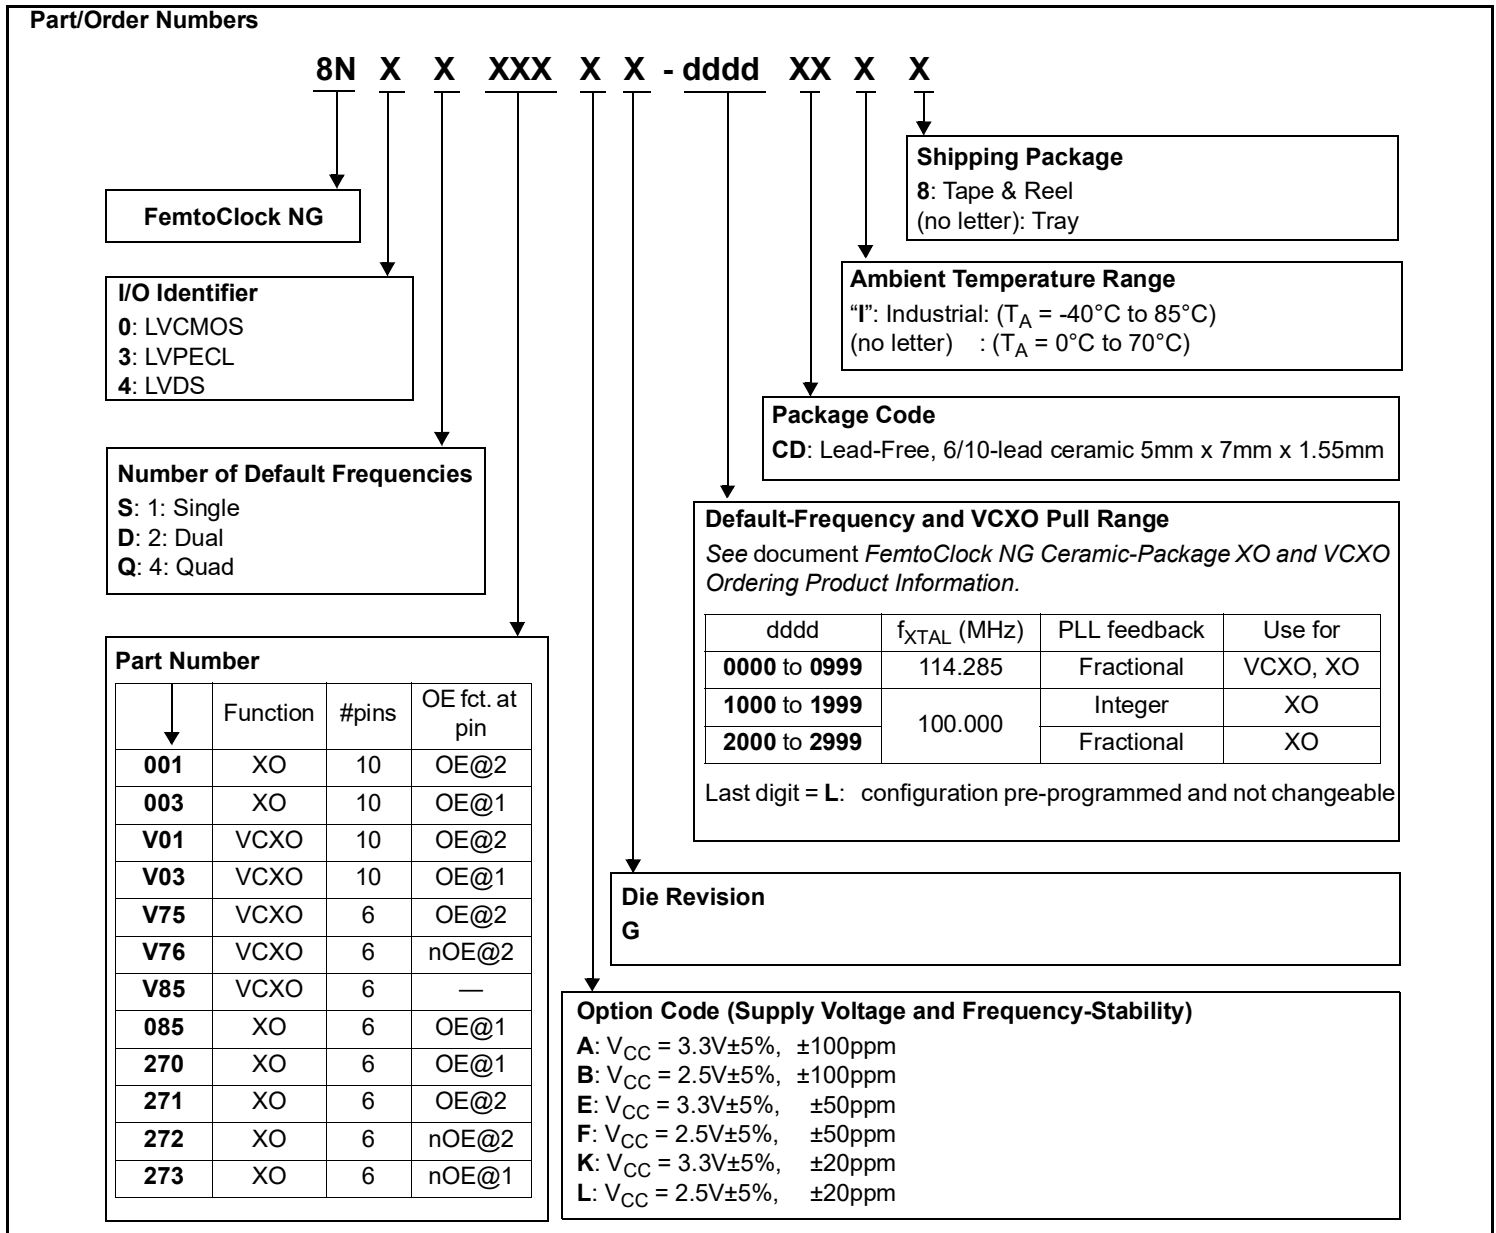 Part/Order Numbers
8N X X XXX X X - dddd XX X X
Shipping Package
8: Tape & Reel
(no letter): Tray
FemtoClock NG
Ambient Temperature Range
“I”: Industrial: (TA = -40°C to 85°C)
(no letter) : (TA = 0°C to 70°C)
I/O Identifier
0: LVCMOS
3: LVPECL
4: LVDS
Package Code
CD: Lead-Free, 6/10-lead ceramic 5mm x 7mm x 1.55mm
Number of Default Frequencies
S: 1: Single
D: 2: Dual
Q: 4: Quad
Default-Frequency and VCXO Pull Range
See document FemtoClock NG Ceramic-Package XO and VCXO
Ordering Product Information.
dddd fXTAL (MHz) PLL feedback Use for
0000 to 0999 114.285 Fractional VCXO, XO
1000 to 1999 100.000 Integer XO
2000 to 2999 Fractional XO
Last digit = L: configuration pre-programmed and not changeable
Part Number
Function #pins OE fct. at
pin
001 XO 10 OE@2
003 XO 10 OE@1
V01 VCXO 10 OE@2
V03 VCXO 10 OE@1
V75 VCXO 6 OE@2
V76 VCXO 6 nOE@2
V85 VCXO 6 —
085 XO 6 OE@1
270 XO 6 OE@1
271 XO 6 OE@2
272 XO 6 nOE@2
273 XO 6 nOE@1
Die Revision
G
Option Code (Supply Voltage and Frequency-Stability)
A: VCC = 3.3V±5%, ±100ppm
B: VCC = 2.5V±5%, ±100ppm
E: VCC = 3.3V±5%, ±50ppm
F: VCC = 2.5V±5%, ±50ppm
K: VCC = 3.3V±5%, ±20ppm
L: VCC = 2.5V±5%, ±20ppm